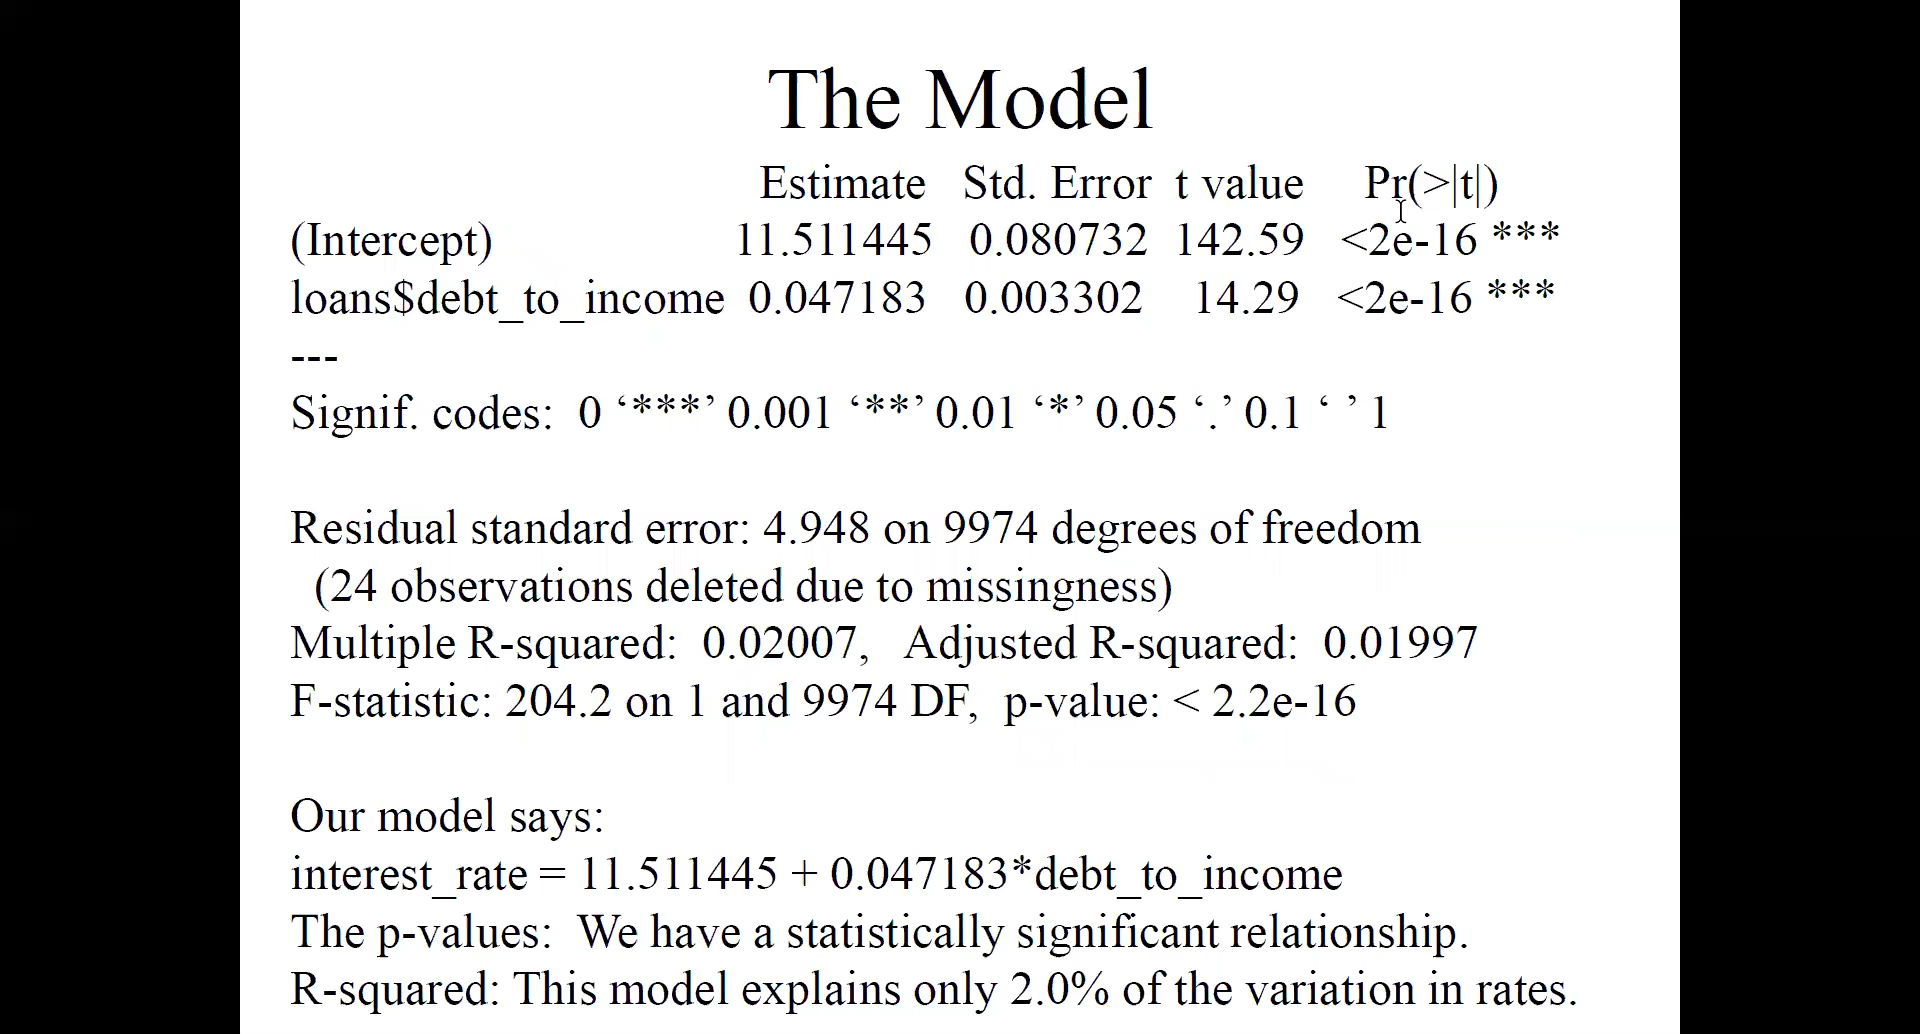 The Model
Estimate Std. Error t value Pr(>|t|)
(Intercept) 11.511445 0.080732 142.59 <2e-16 ***
loans$debt_to_income 0.047183 0.003302 14.29 <2e-16 ***
---
Signif. codes: 0 ‘***’ 0.001 ‘**’ 0.01 ‘*’ 0.05 ‘.’ 0.1 ‘ ’ 1
Residual standard error: 4.948 on 9974 degrees of freedom
(24 observations deleted due to missingness)
Multiple R-squared: 0.02007, Adjusted R-squared: 0.01997
F-statistic: 204.2 on 1 and 9974 DF, p-value: < 2.2e-16
Our model says:
interest_rate = 11.511445 + 0.047183*debt_to_income
The p-values: We have a statistically significant relationship.
R-squared: This model explains only 2.0% of the variation in rates.